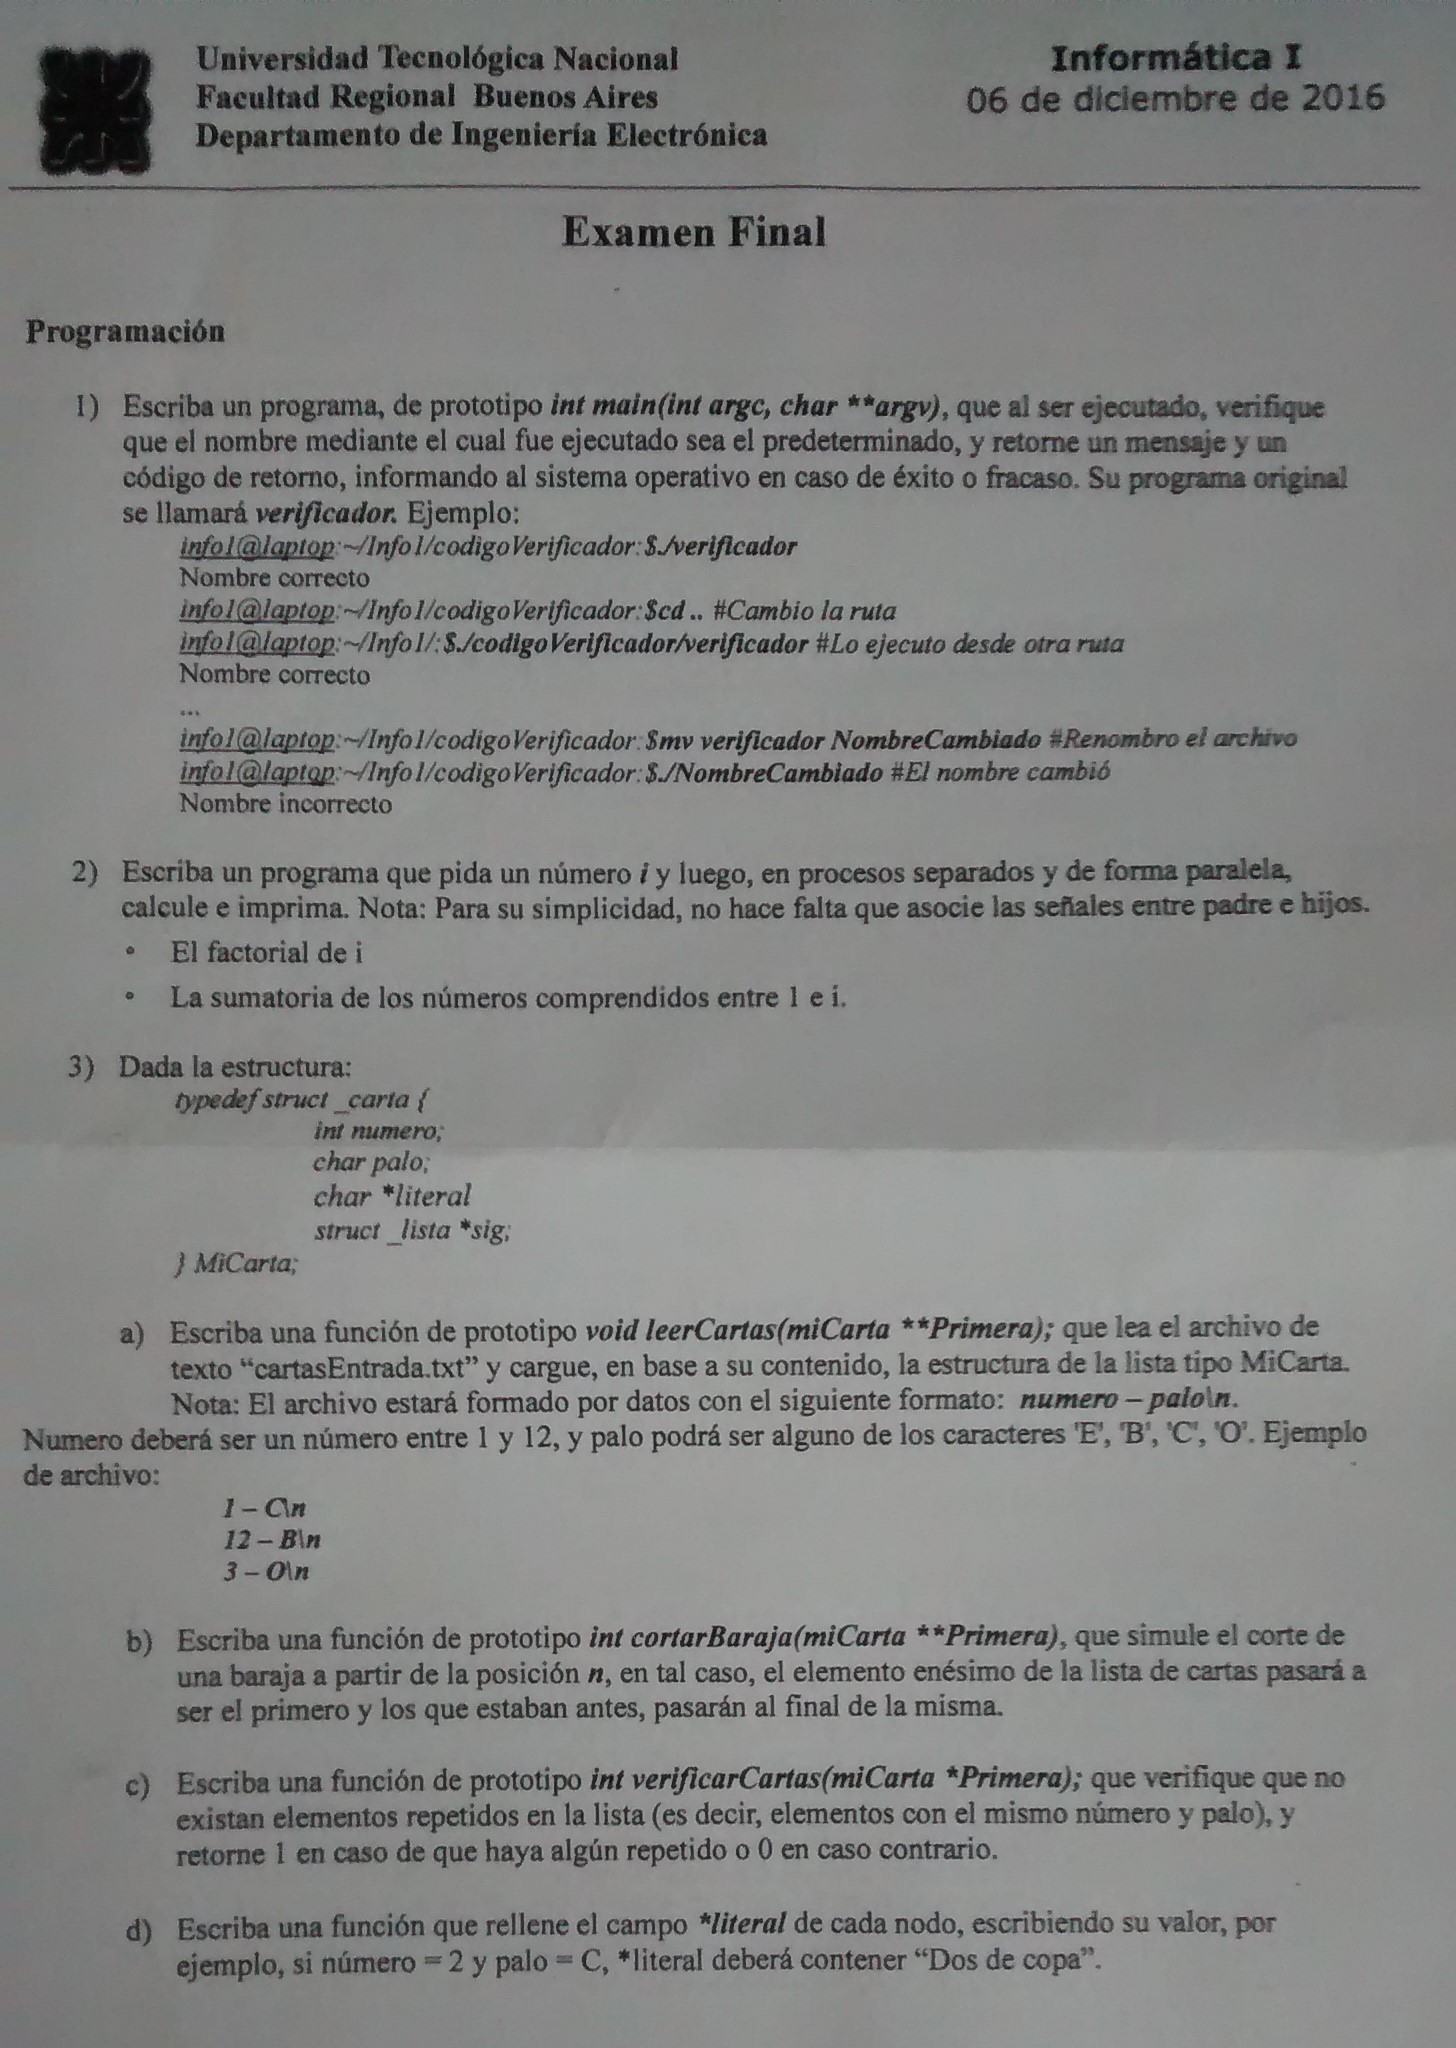 Universidad Tecnológica Nacional
Facultad Regional Buenos Aires
Departamento de Ingeniería Electrónica
Informática I
06 de diciembre de 2016
Examen Final
Programación
1) Escriba un programa, de prototipo int main(int argc, char **argv), que al ser ejecutado, verifique
que el nombre mediante el cual fue ejecutado sea el predeterminado, y retorne un mensaje y un
código de retorno, informando al sistema operativo en caso de éxito o fracaso. Su programa original
se llamará verificador. Ejemplo:
info1@laptop:~/Info1/codigoVerificador:$./verificador
Nombre correcto
info1@laptop:~/Info1/codigoVerificador:$cd .. #Cambio la ruta
info1@laptop:~/Info1/:$./codigoVerificador/verificador #Lo ejecuto desde otra ruta
Nombre correcto
...
info1@laptop:~/Info1/codigoVerificador:$mv verificador NombreCambiado #Renombro el archivo
info1@laptop:~/Info1/codigoVerificador:$./NombreCambiado #El nombre cambió
Nombre incorrecto
2) Escriba un programa que pida un número i y luego, en procesos separados y de forma paralela,
calcule e imprima. Nota: Para su simplicidad, no hace falta que asocie las señales entre padre e hijos.
• El factorial de i
• La sumatoria de los números comprendidos entre 1 e i.
3) Dada la estructura:
typedef struct _carta {
int numero;
char palo;
char *literal
struct _lista *sig;
} MiCarta;
a) Escriba una función de prototipo void leerCartas(miCarta **Primera); que lea el archivo de
texto “cartasEntrada.txt” y cargue, en base a su contenido, la estructura de la lista tipo MiCarta.
Nota: El archivo estará formado por datos con el siguiente formato: numero – palo\n.
Numero deberá ser un número entre 1 y 12, y palo podrá ser alguno de los caracteres 'E', 'B', 'C', 'O'. Ejemplo
de archivo:
1 – C\n
12 – B\n
3 – O\n
b) Escriba una función de prototipo int cortarBaraja(miCarta **Primera), que simule el corte de
una baraja a partir de la posición n, en tal caso, el elemento enésimo de la lista de cartas pasará a
ser el primero y los que estaban antes, pasarán al final de la misma.
c) Escriba una función de prototipo int verificarCartas(miCarta *Primera); que verifique que no
existan elementos repetidos en la lista (es decir, elementos con el mismo número y palo), y
retorne 1 en caso de que haya algún repetido o 0 en caso contrario.
d) Escriba una función que rellene el campo *literal de cada nodo, escribiendo su valor, por
ejemplo, si número = 2 y palo = C, *literal deberá contener “Dos de copa”.